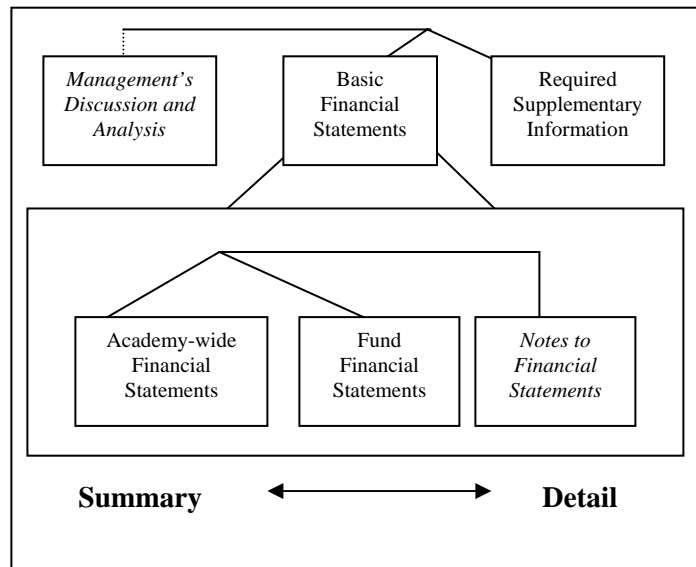 Management's
Discussion and
Analysis
Basic
Financial
Statements
Required
Supplementary
Information
Academy-wide
Financial
Statements
Fund
Financial
Statements
Notes to
Financial
Statements
Summary
Detail